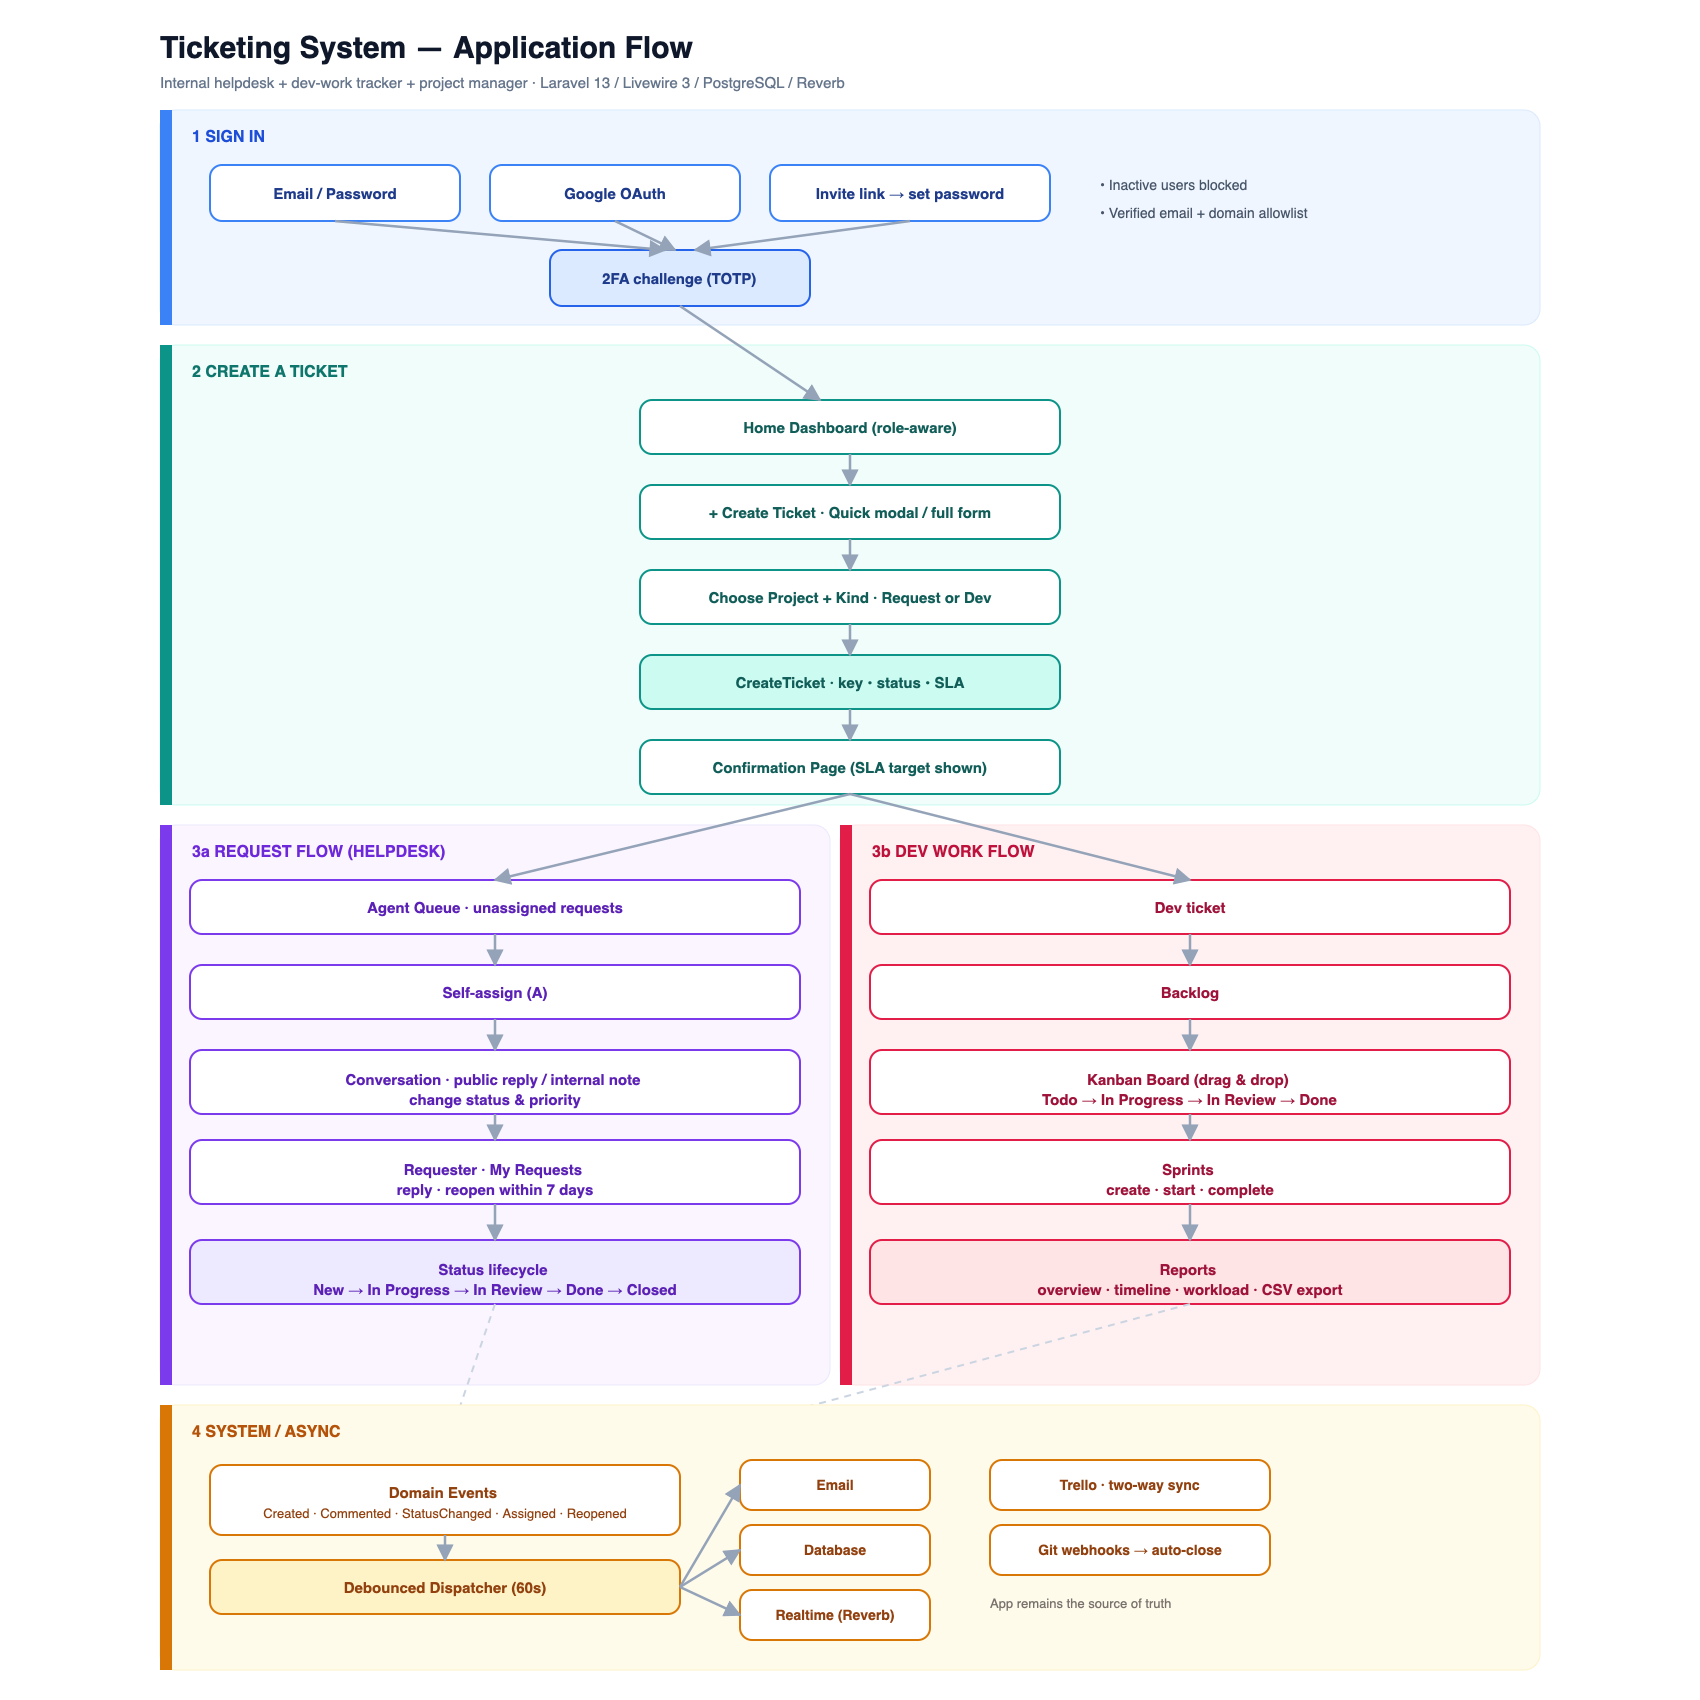 Ticketing System — Application Flow
Internal helpdesk + dev-work tracker + project manager · Laravel 13 / Livewire 3 / PostgreSQL / Reverb
1 SIGN IN
Email / Password
Google OAuth
Invite link → set password
• Inactive users blocked
• Verified email + domain allowlist
2FA challenge (TOTP)
2 CREATE A TICKET
Home Dashboard (role-aware)
+ Create Ticket · Quick modal / full form
Choose Project + Kind · Request or Dev
CreateTicket · key • status • SLA
Confirmation Page (SLA target shown)
3a REQUEST FLOW (HELPDESK)
Agent Queue · unassigned requests
Self-assign (A)
Conversation · public reply / internal note
change status & priority
Requester · My Requests
reply · reopen within 7 days
Status lifecycle
New → In Progress → In Review → Done → Closed
3b DEV WORK FLOW
Dev ticket
Backlog
Kanban Board (drag & drop)
Todo → In Progress → In Review → Done
Sprints
create · start · complete
Reports
overview · timeline · workload · CSV export
4 SYSTEM / ASYNC
Domain Events
Created · Commented · StatusChanged · Assigned · Reopened
Debounced Dispatcher (60s)
Email
Database
Realtime (Reverb)
Trello · two-way sync
Git webhooks → auto-close
App remains the source of truth